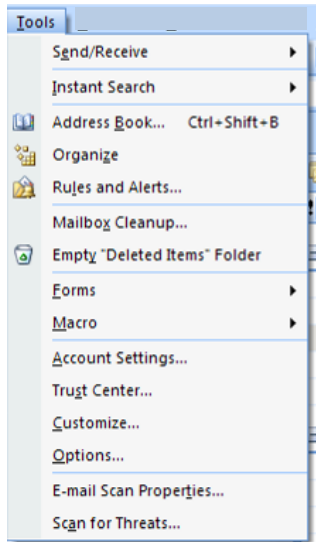 Tools
Send/Receive
Instant Search
Address Book... Ctrl+Shift+B
Organize
Rules and Alerts...
Mailbox Cleanup...
Empty "Deleted Items" Folder
Forms
Macro
Account Settings...
Trust Center...
Customize...
Options...
E-mail Scan Properties...
Scan for Threats...